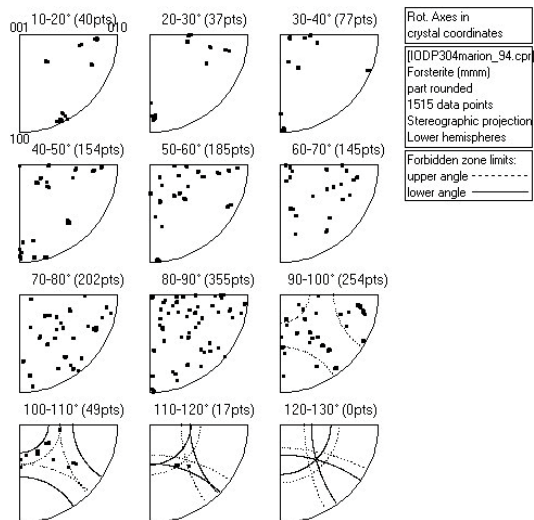 10-20° (40pts)
20-30° (37pts)
30-40° (77pts)
001
010
100
40-50° (154pts)
50-60° (185pts)
60-70° (145pts)
70-80° (202pts)
80-90° (355pts)
90-100° (254pts)
100-110° (49pts)
110-120° (17pts)
120-130° (0pts)
Rot. Axes in
crystal coordinates
[IODP304marion_94.cpr]
Forsterite (mmm)
part rounded
1515 data points
Stereographic projection
Lower hemispheres
Forbidden zone limits:
upper angle
lower angle